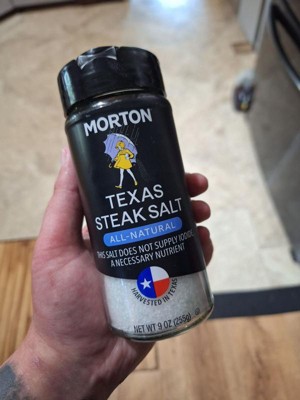 MORTON
TEXAS
STEAK SALT
ALL-NATURAL
THIS SALT DOES NOT SUPPLY IODIDE,
A NECESSARY NUTRIENT
HARVESTED IN TEXAS
NET WT 9 OZ (255g)